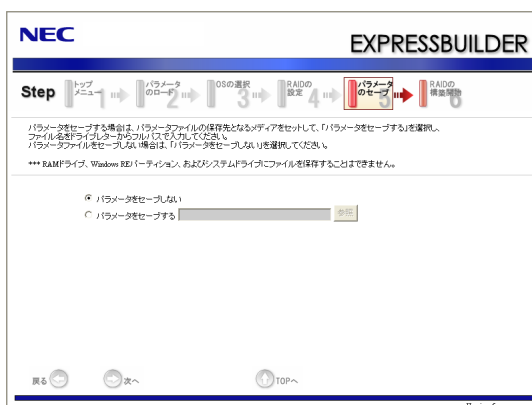 NEC
EXPRESSBUILDER
Step
トップ
メニュー
1
パラメータ
のロード
2
OSの選択
3
RAIDの
設定
4
パラメータ
のセーブ
5
RAIDの
構築開始
6
パラメータをセーブする場合は、パラメータファイルの保存先となるメディアをセットして、「パラメータをセーブする」を選択し、
ファイル名をドライブレターからフルパスで入力してください。
パラメータファイルをセーブしない場合は、「パラメータをセーブしない」を選択してください。
*** RAMドライブ、Windows REパーティション、およびシステムドライブにファイルを保存することはできません。
パラメータをセーブしない
パラメータをセーブする
参照
戻る
次へ
TOPへ